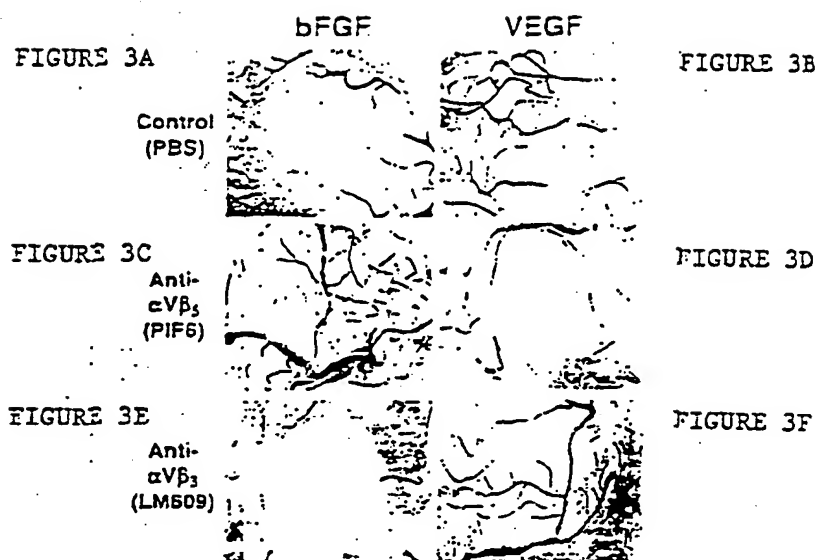 bFGF VEGF
FIGURE 3A
FIGURE 3B
Control
(PBS)
FIGURE 3C
FIGURE 3D
Anti-
αVβ5
(PIF6)
FIGURE 3E
FIGURE 3F
Anti-
αVβ3
(LM609)